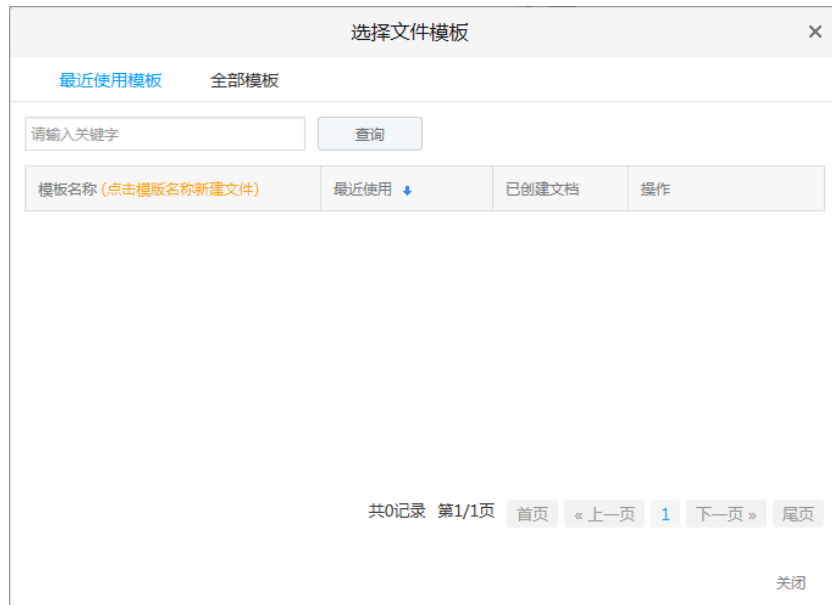 选择文件模板 ×
最近使用模板 全部模板
请输入关键字 查询
模板名称 (点击模版名称新建文件) 最近使用 已创建文档 操作
共0记录 第1/1页 首页 « 上一页 1 下一页 » 尾页
关闭